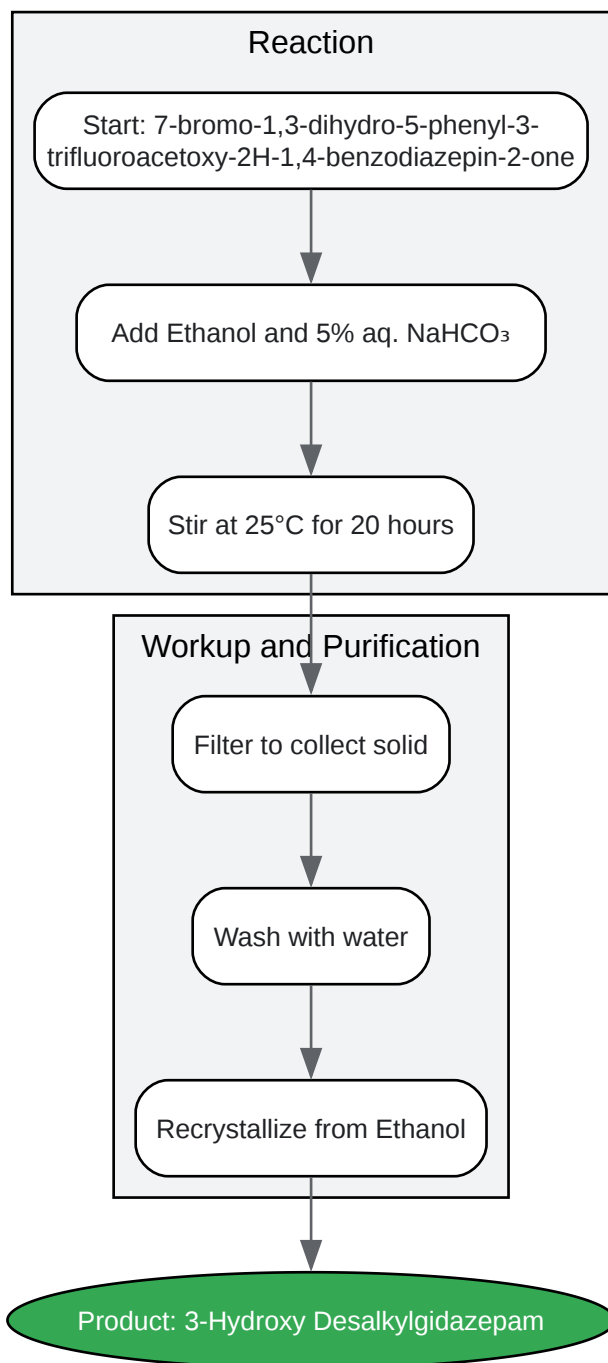 Reaction
Start: 7-bromo-1,3-dihydro-5-phenyl-3-
trifluoroacetoxy-2H-1,4-benzodiazepin-2-one
Add Ethanol and 5% aq. NaHCO₃
Stir at 25°C for 20 hours
Workup and Purification
Filter to collect solid
Wash with water
Recrystallize from Ethanol
Product: 3-Hydroxy Desalkylgidazepam